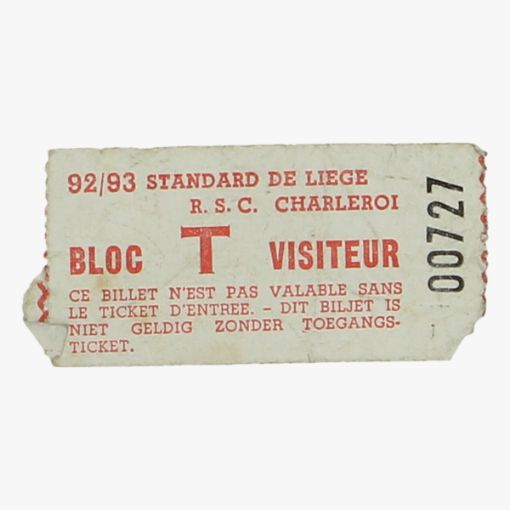 92/93 STANDARD DE LIEGE
R. S. C. CHARLEROI
BLOC T VISITEUR
CE BILLET N'EST PAS VALABLE SANS
LE TICKET D'ENTREE. - DIT BILJET IS
NIET GELDIG ZONDER TOEGANGS-
TICKET.
00727